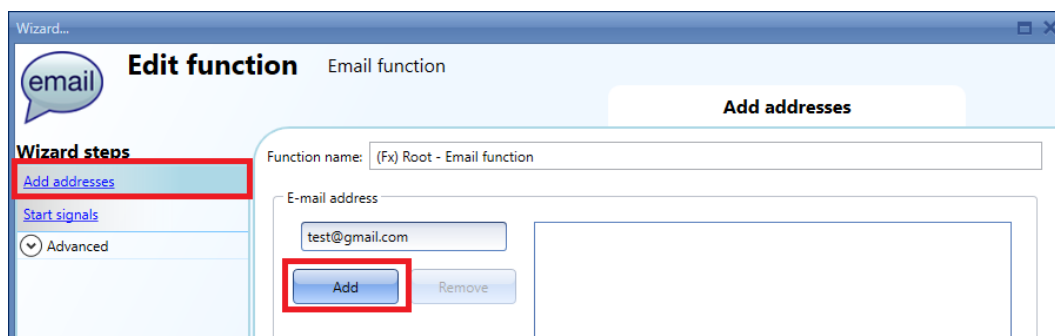 Wizard...
email
Edit function
Email function
Add addresses
Wizard steps
Add addresses
Start signals
Advanced
Function name: (Fx) Root - Email function
E-mail address
test@gmail.com
Add Remove